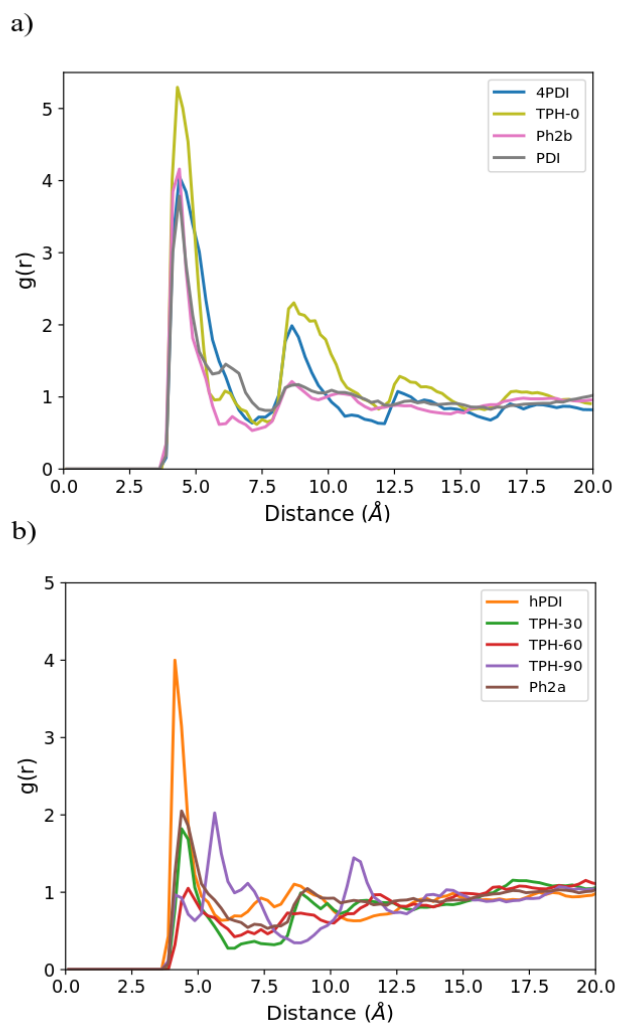 a)
g(r)
5
4
3
2
1
0
4PDI
TPH-0
Ph2b
PDI
0.0 2.5 5.0 7.5 10.0 12.5 15.0 17.5 20.0
Distance (Å)
b)
g(r)
5
4
3
2
1
0
hPDI
TPH-30
TPH-60
TPH-90
Ph2a
0.0 2.5 5.0 7.5 10.0 12.5 15.0 17.5 20.0
Distance (Å)